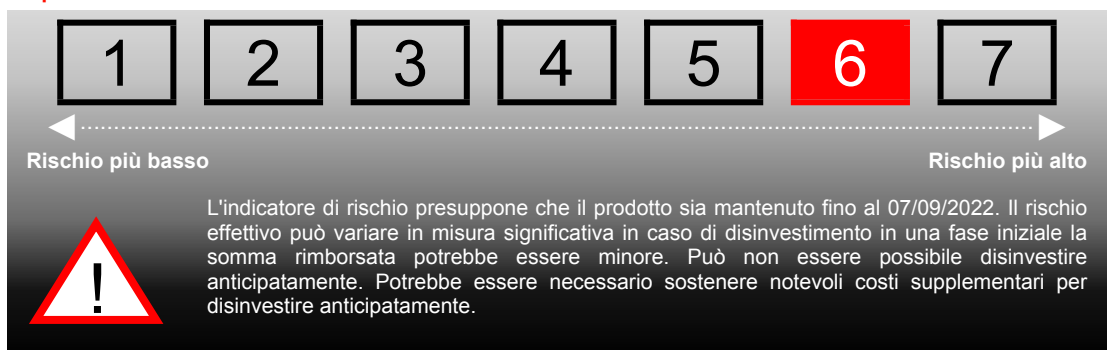 1 2 3 4 5 6 7
Rischio più basso Rischio più alto
L'indicatore di rischio presuppone che il prodotto sia mantenuto fino al 07/09/2022. Il rischio
effettivo può variare in misura significativa in caso di disinvestimento in una fase iniziale la
somma rimborsata potrebbe essere minore. Può non essere possibile disinvestire
anticipatamente. Potrebbe essere necessario sostenere notevoli costi supplementari per
disinvestire anticipatamente.
!